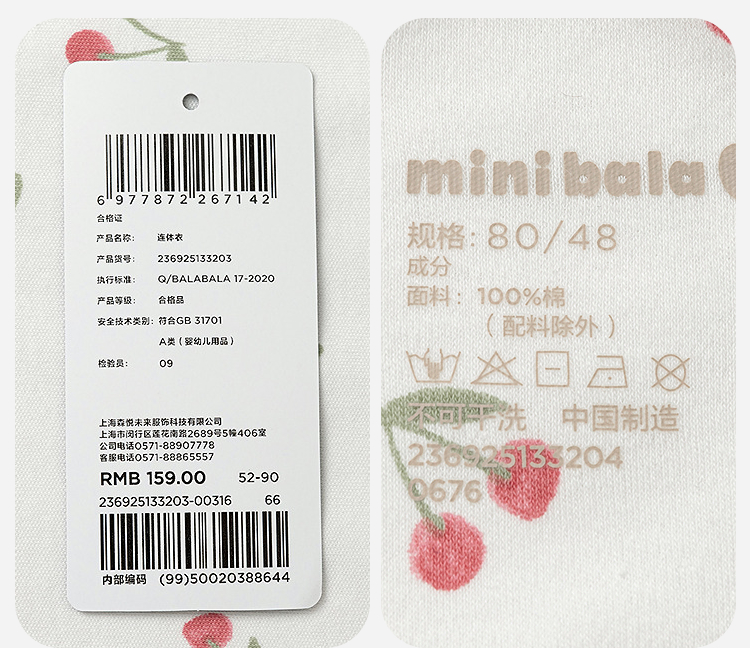 6 977872 267142
合格证
产品名称： 连体衣
产品货号： 236925133203
执行标准： Q/BALABALA 17-2020
产品等级： 合格品
安全技术类别：符合GB 31701
A类（婴幼儿用品）
检验员： 09
上海森悦未来服饰科技有限公司
上海市闵行区莲花南路2689号5幢406室
公司电话0571-88907778
客服电话0571-88865557
RMB 159.00 52-90
236925133203-00316 66
内部编码 (99)50020388644
mini bala
规格：80/48
成分
面料：100%棉
（配料除外）
不可干洗 中国制造
236925133204
0676